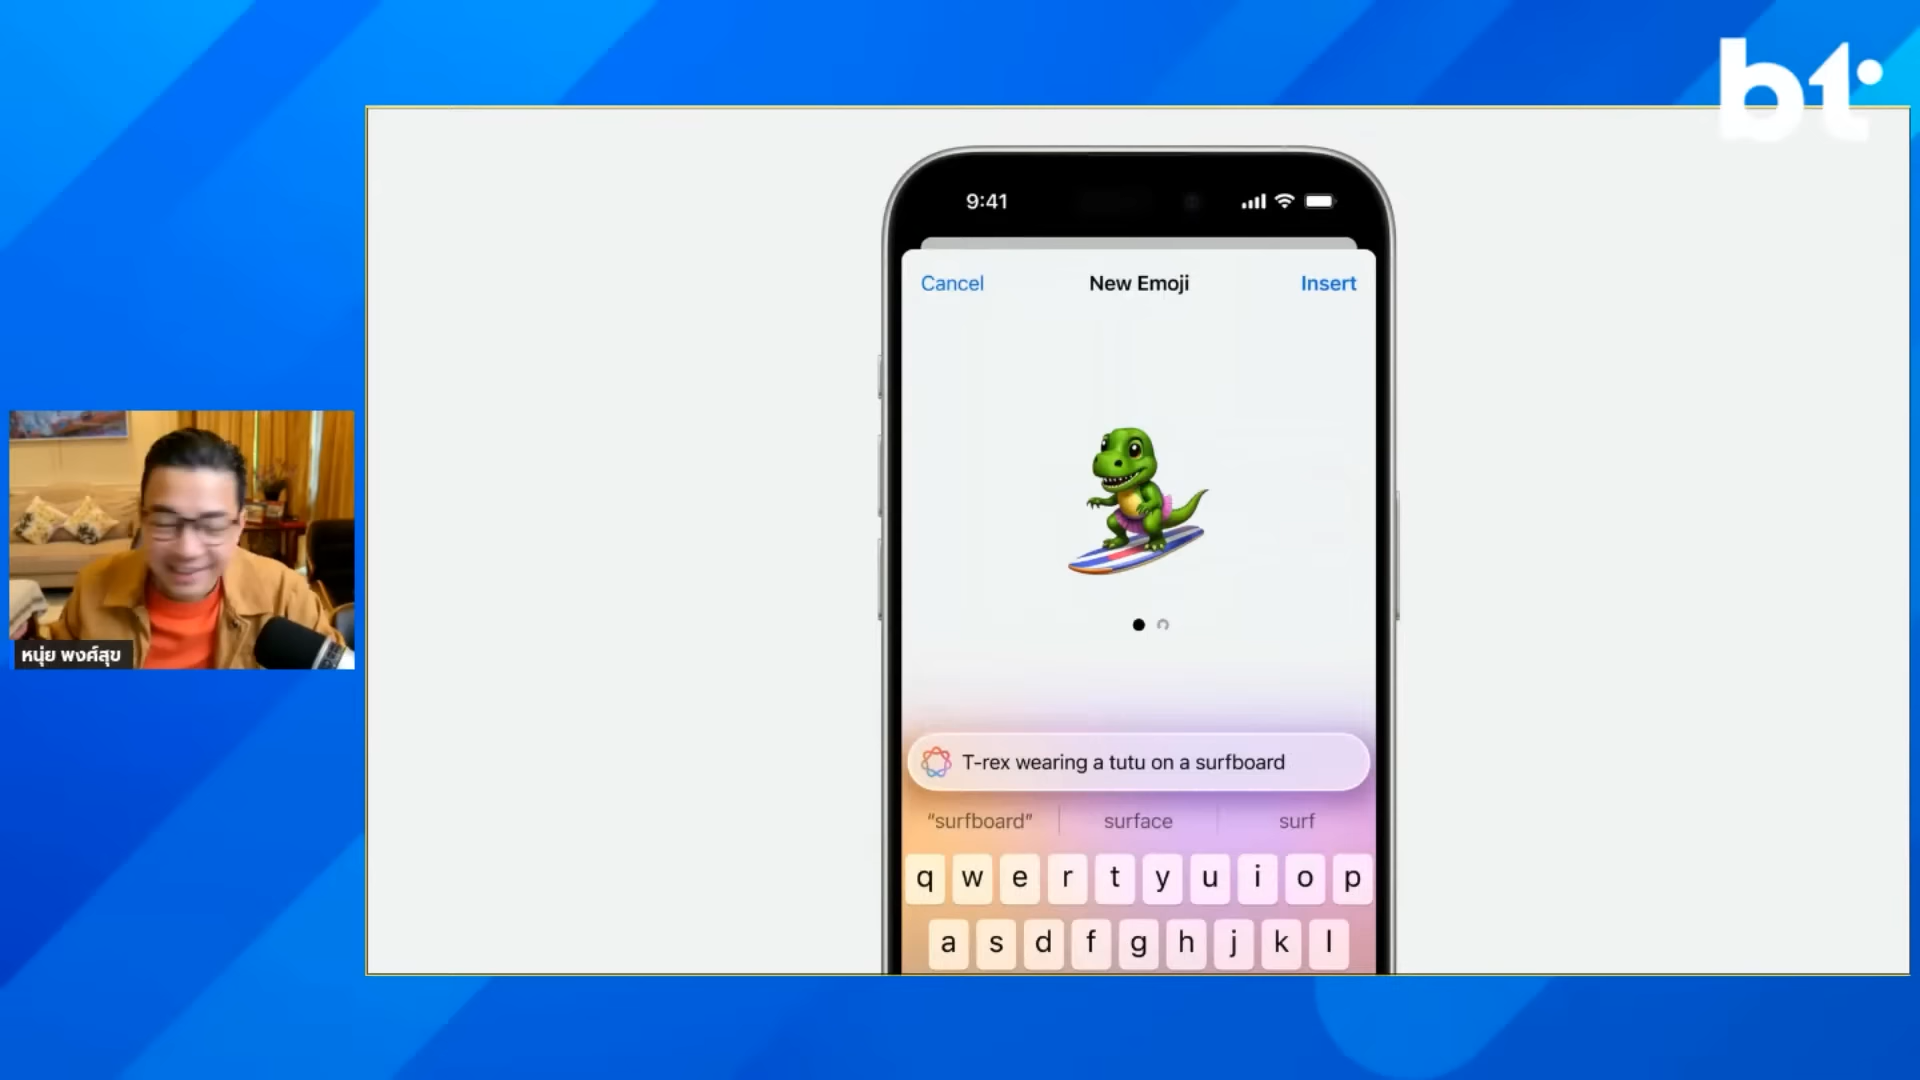 bt
9:41
Cancel
New Emoji
Insert
หนุ่ย พงศ์สุข
T-rex wearing a tutu on a surfboard
“surfboard”
surface
surf
q w e r t y u i o p
a s d f g h j k l